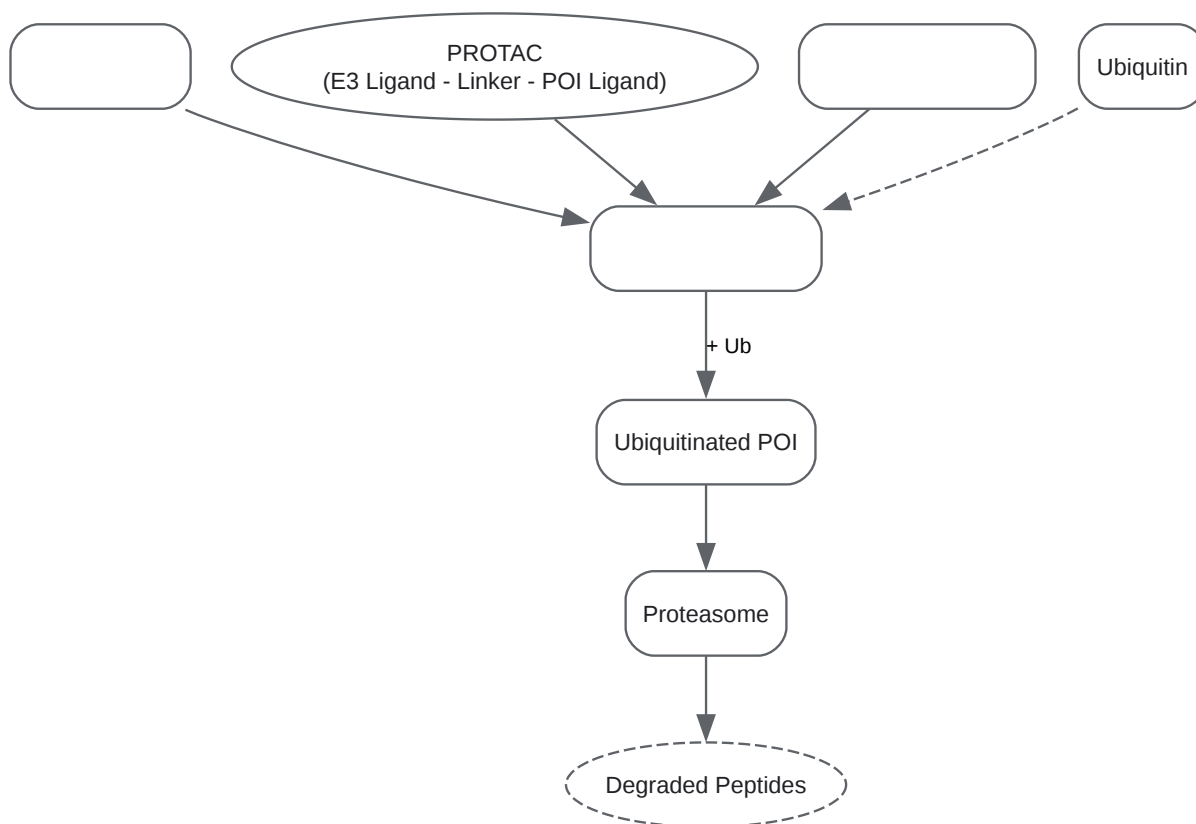 PROTAC
(E3 Ligand - Linker - POI Ligand)
Ubiquitin
+ Ub
Ubiquitinated POI
Proteasome
Degraded Peptides